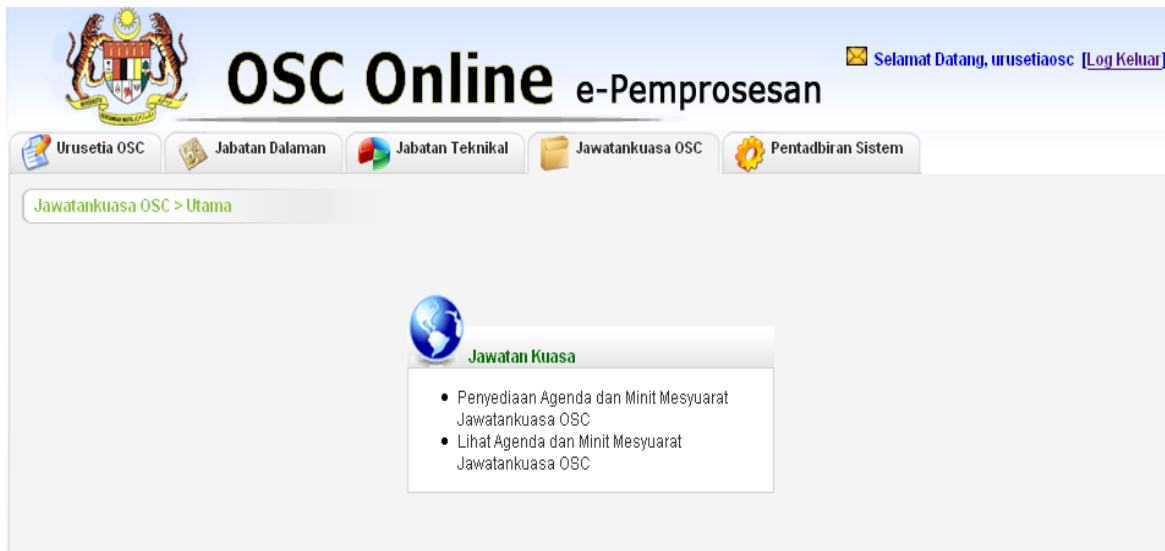 OSC Online e-Pemprosesan
Selamat Datang, urusetiaosc [Log Keluar]
Urusetia OSC
Jabatan Dalaman
Jabatan Teknikal
Jawatankuasa OSC
Pentadbiran Sistem
Jawatankuasa OSC > Utama
Jawatan Kuasa
• Penyediaan Agenda dan Minit Mesyuarat
Jawatankuasa OSC
• Lihat Agenda dan Minit Mesyuarat
Jawatankuasa OSC